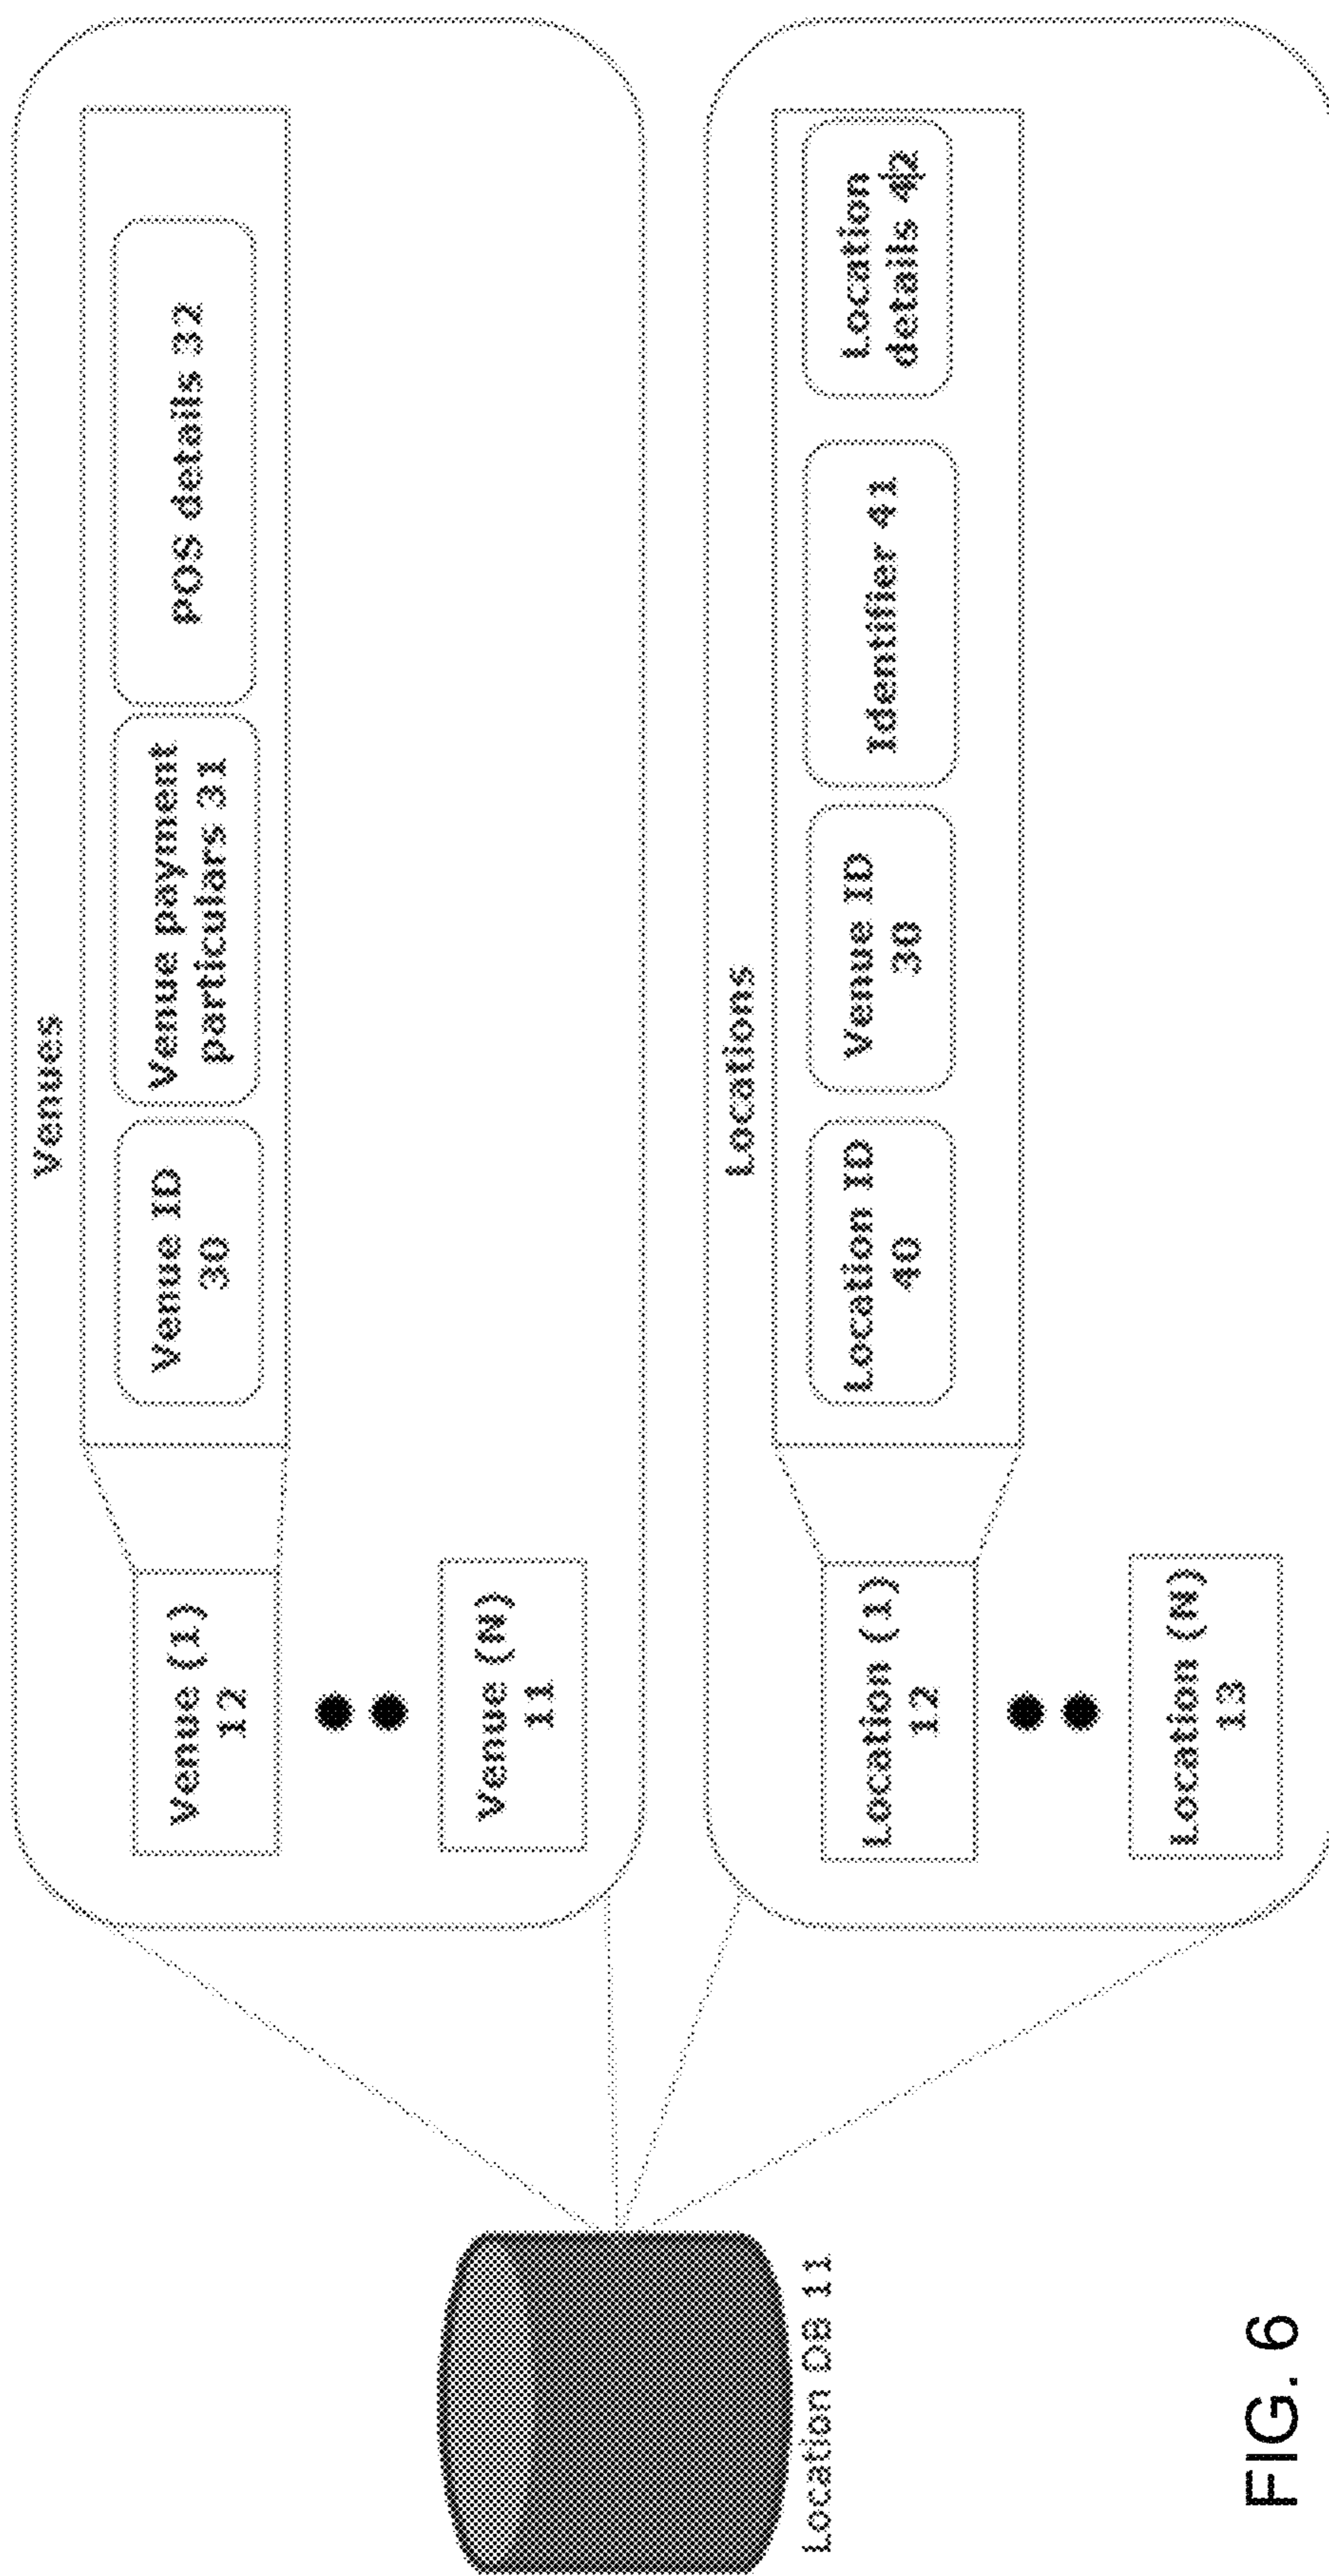 Venues
Venue (1)
12
Venue ID
30
Venue payment
particulars 31
POS details 32
Venue (N)
11
Locations
Location (1)
12
Location ID
40
Venue ID
30
Identifier 41
Location
details 42
Location (N)
13
Location DB 11
FIG. 6